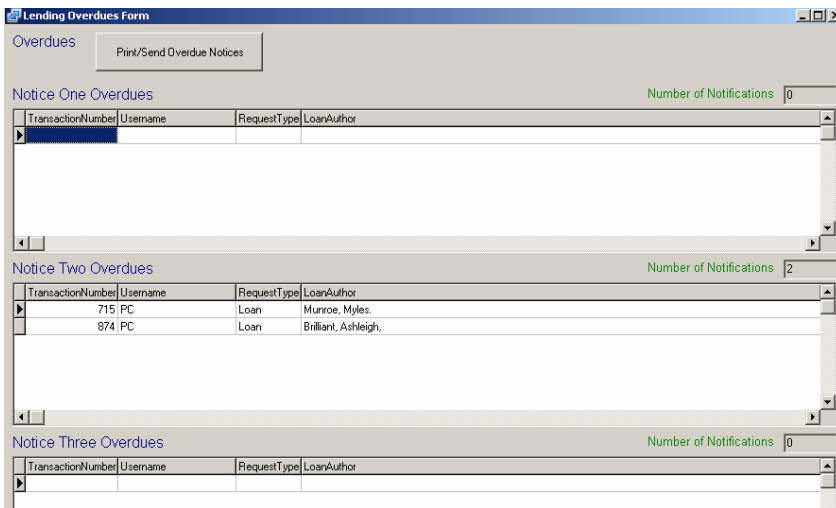 Lending Overdues Form
Overdues
Print/Send Overdue Notices
Notice One Overdues Number of Notifications 0
TransactionNumber Username RequestType LoanAuthor
Notice Two Overdues Number of Notifications 2
TransactionNumber Username RequestType LoanAuthor
715 PC Loan Munroe, Myles.
874 PC Loan Brilliant, Ashleigh,
Notice Three Overdues Number of Notifications 0
TransactionNumber Username RequestType LoanAuthor